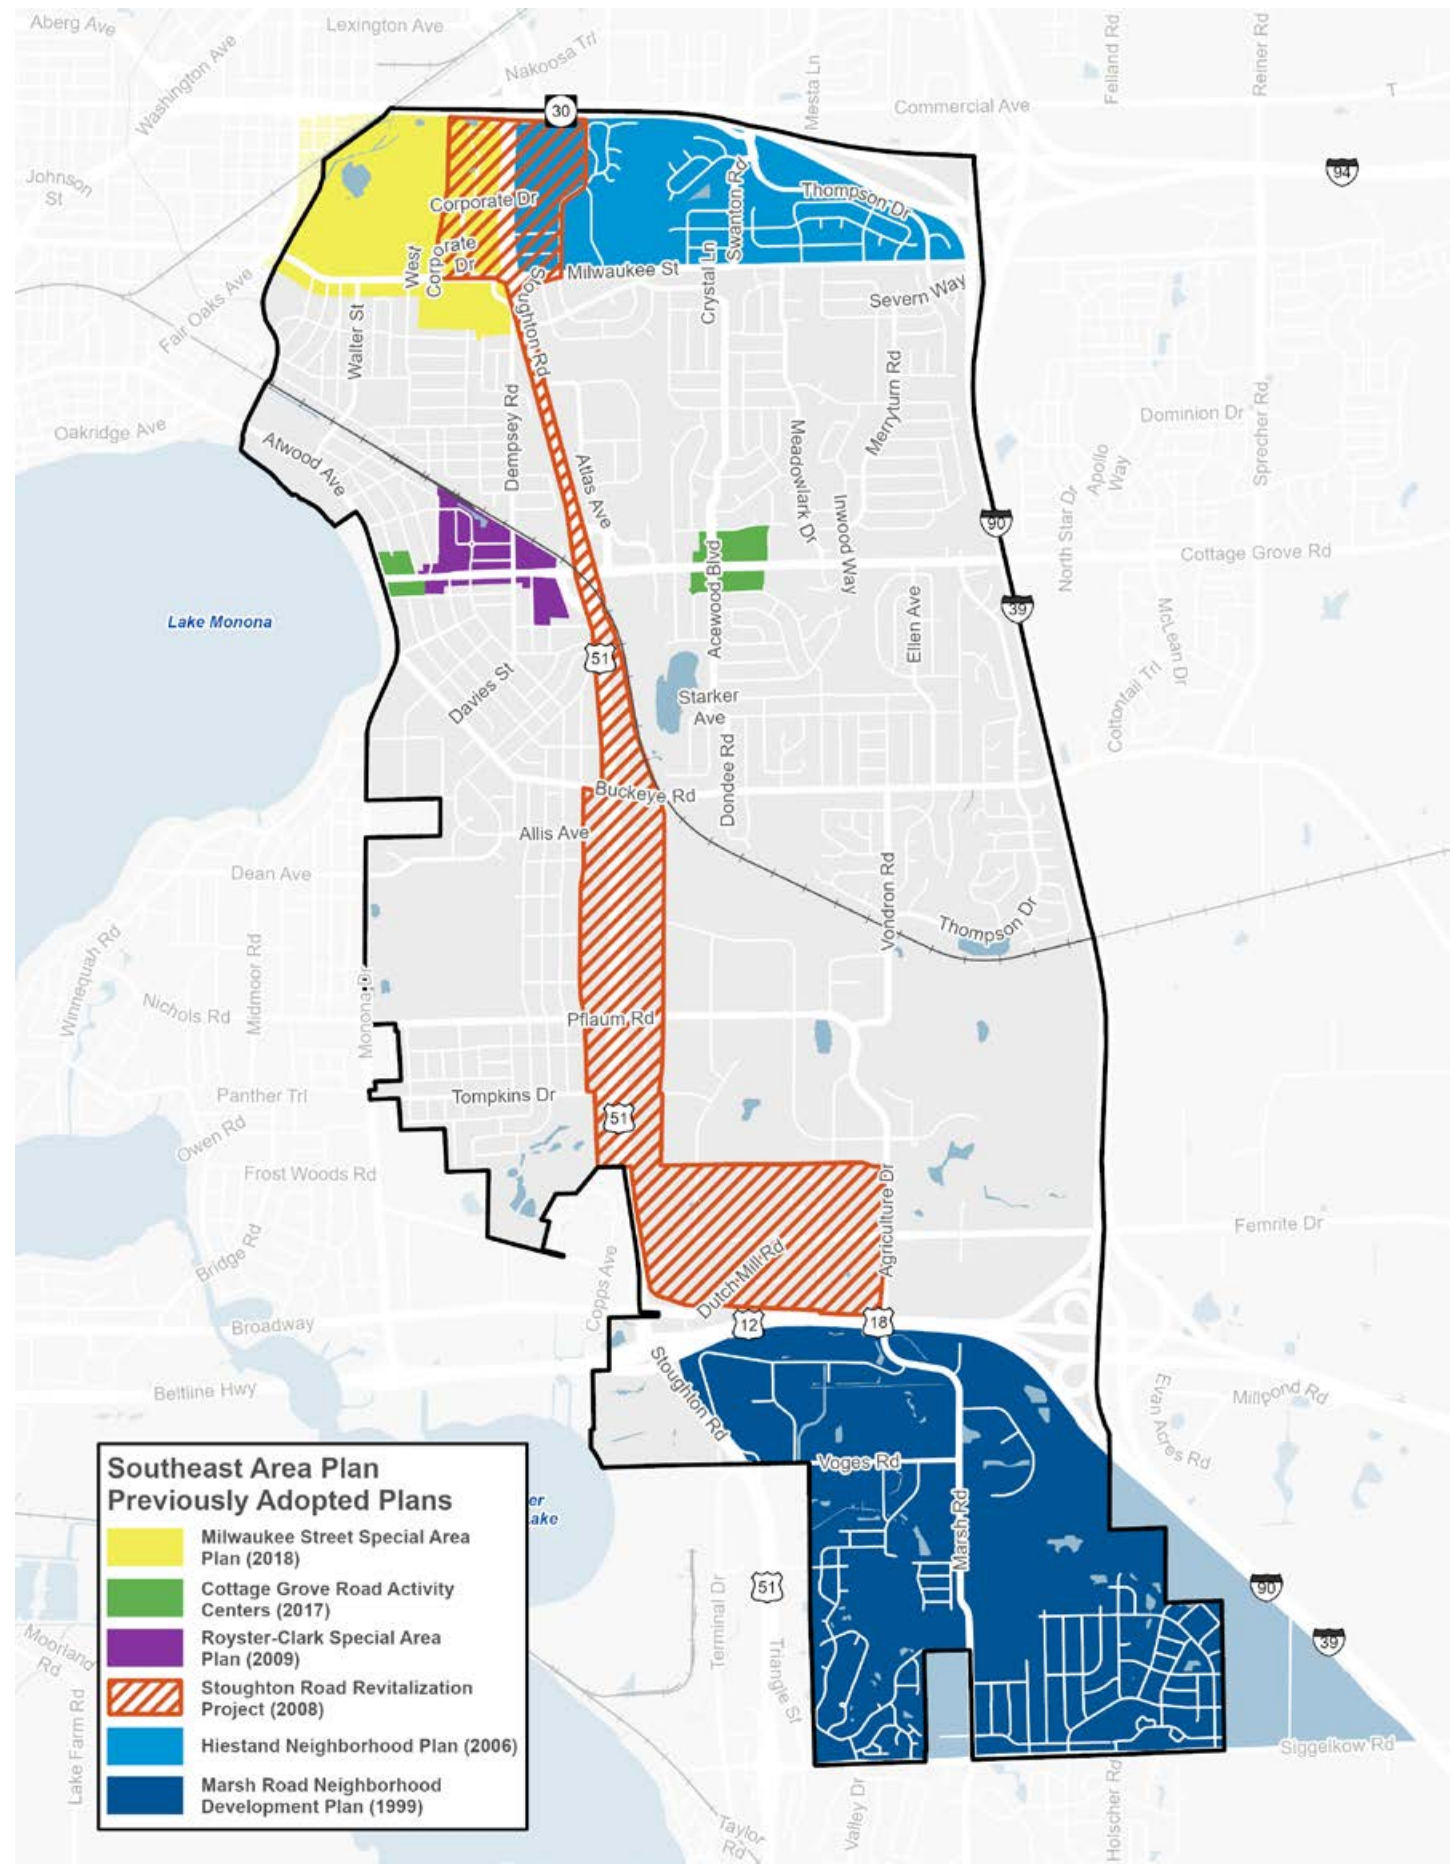 Aberg Ave
Lexington Ave
Washington Ave
Nakoosa Trl
Mesta Ln
Felland Rd
Reiner Rd
Commercial Ave
T
30
94
Johnson
St
Corporate Dr
Swanton Rd
Thompson Dr
West
Corporate
Dr
Milwaukee St
Stoughton Rd
Crystal Ln
Severn Way
Fair Oaks Ave
Walter St
Merryturn Rd
Dempsey Rd
Oakridge Ave
Atwood Ave
Dominion Dr
Sprecher Rd
Apollo
Way
Atlas Ave
Meadowlark Dr
Inwood Way
North Star Dr
90
Cottage Grove Rd
Acewood Blvd
Ellen Ave
39
Lake Monona
McLean Dr
51
Davies St
Starker
Ave
Cottontail Trl
Dondee Rd
Buckeye Rd
Allis Ave
Dean Ave
Vondron Rd
Thompson Dr
Winnequah Rd
Midmoor Rd
Monona Dr
Nichols Rd
Pflaum Rd
Panther Trl
Tompkins Dr
51
Owen Rd
Frost Woods Rd
Agriculture Dr
Femrite Dr
Bridge Rd
Copps Ave
Dutch Mill Rd
Broadway
12
18
Stoughton Rd
Beltline Hwy
Evan Acres Rd
Millpond Rd
Voges Rd
Marsh Rd
er
ake
51
90
39
Terminal Dr
Triangle St
Moorland
Rd
Lake Farm Rd
Siggelkow Rd
Valley Dr
Holscher Rd
Taylor
Rd
Southeast Area Plan
Previously Adopted Plans
Milwaukee Street Special Area
Plan (2018)
Cottage Grove Road Activity
Centers (2017)
Royster-Clark Special Area
Plan (2009)
Stoughton Road Revitalization
Project (2008)
Hiestand Neighborhood Plan (2006)
Marsh Road Neighborhood
Development Plan (1999)